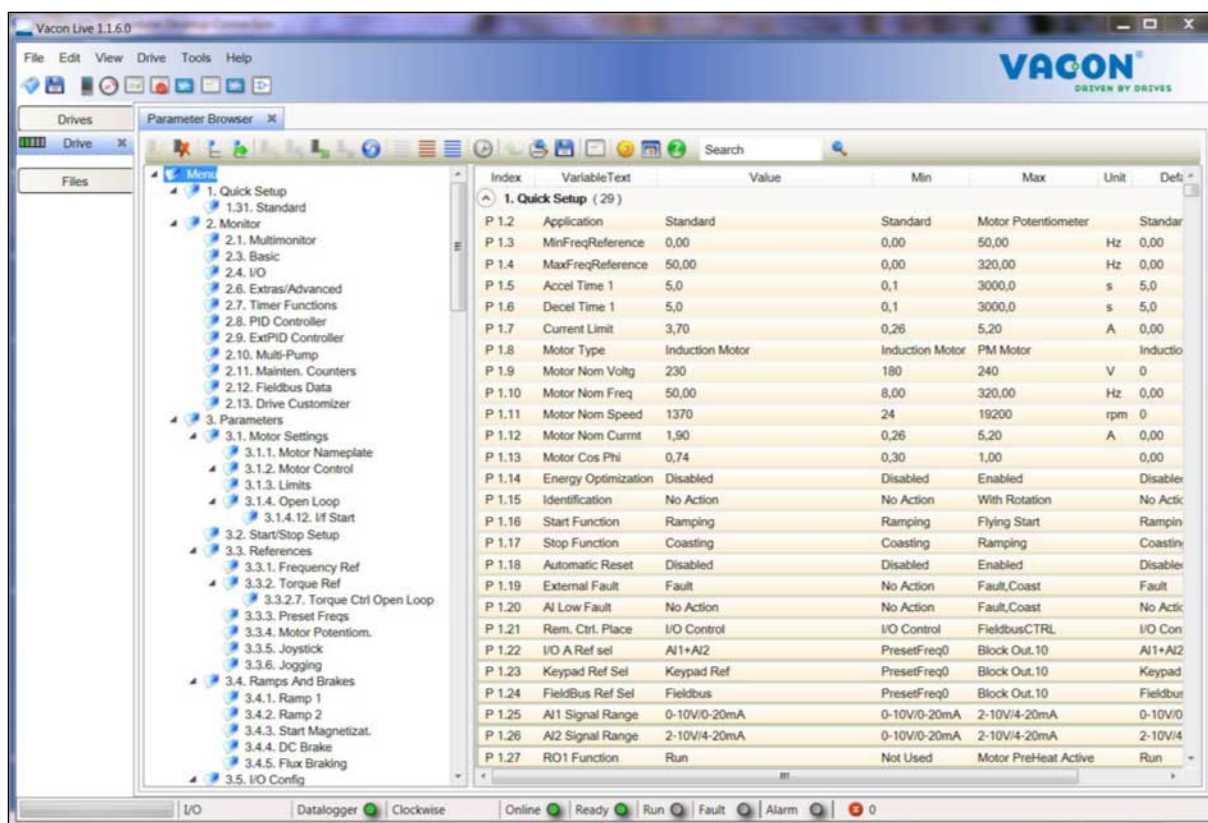 Vacon Live 1.1.6.0
File Edit View Drive Tools Help
VACON®
DRIVEN BY DRIVES
Drives
Drive
Files
Parameter Browser
Search
Menu
1. Quick Setup
1.31. Standard
2. Monitor
2.1. Multimonitor
2.3. Basic
2.4. I/O
2.6. Extras/Advanced
2.7. Timer Functions
2.8. PID Controller
2.9. ExtPID Controller
2.10. Multi-Pump
2.11. Mainten. Counters
2.12. Fieldbus Data
2.13. Drive Customizer
3. Parameters
3.1. Motor Settings
3.1.1. Motor Nameplate
3.1.2. Motor Control
3.1.3. Limits
3.1.4. Open Loop
3.1.4.12. I/f Start
3.2. Start/Stop Setup
3.3. References
3.3.1. Frequency Ref
3.3.2. Torque Ref
3.3.2.7. Torque Ctrl Open Loop
3.3.3. Preset Freqs
3.3.4. Motor Potentiom.
3.3.5. Joystick
3.3.6. Jogging
3.4. Ramps And Brakes
3.4.1. Ramp 1
3.4.2. Ramp 2
3.4.3. Start Magnetizat.
3.4.4. DC Brake
3.4.5. Flux Braking
3.5. I/O Config
Index VariableText Value Min Max Unit Defa
1. Quick Setup (29)
P 1.2 Application Standard Standard Motor Potentiometer Standar
P 1.3 MinFreqReference 0,00 0,00 50,00 Hz 0,00
P 1.4 MaxFreqReference 50,00 0,00 320,00 Hz 0,00
P 1.5 Accel Time 1 5,0 0,1 3000,0 s 5,0
P 1.6 Decel Time 1 5,0 0,1 3000,0 s 5,0
P 1.7 Current Limit 3,70 0,26 5,20 A 0,00
P 1.8 Motor Type Induction Motor Induction Motor PM Motor Inductio
P 1.9 Motor Nom Voltg 230 180 240 V 0
P 1.10 Motor Nom Freq 50,00 8,00 320,00 Hz 0,00
P 1.11 Motor Nom Speed 1370 24 19200 rpm 0
P 1.12 Motor Nom Currnt 1,90 0,26 5,20 A 0,00
P 1.13 Motor Cos Phi 0,74 0,30 1,00 0,00
P 1.14 Energy Optimization Disabled Disabled Enabled Disabled
P 1.15 Identification No Action No Action With Rotation No Actic
P 1.16 Start Function Ramping Ramping Flying Start Rampin
P 1.17 Stop Function Coasting Coasting Ramping Coastin
P 1.18 Automatic Reset Disabled Disabled Enabled Disabled
P 1.19 External Fault Fault No Action Fault,Coast Fault
P 1.20 AI Low Fault No Action No Action Fault,Coast No Actic
P 1.21 Rem. Ctrl. Place I/O Control I/O Control FieldbusCTRL I/O Con
P 1.22 I/O A Ref sel AI1+AI2 PresetFreq0 Block Out.10 AI1+AI2
P 1.23 Keypad Ref Sel Keypad Ref PresetFreq0 Block Out.10 Keypad
P 1.24 FieldBus Ref Sel Fieldbus PresetFreq0 Block Out.10 Fieldbus
P 1.25 AI1 Signal Range 0-10V/0-20mA 0-10V/0-20mA 2-10V/4-20mA 0-10V/0
P 1.26 AI2 Signal Range 2-10V/4-20mA 0-10V/0-20mA 2-10V/4-20mA 2-10V/4
P 1.27 RO1 Function Run Not Used Motor PreHeat Active Run
I/O Datalogger Clockwise Online Ready Run Fault Alarm 0